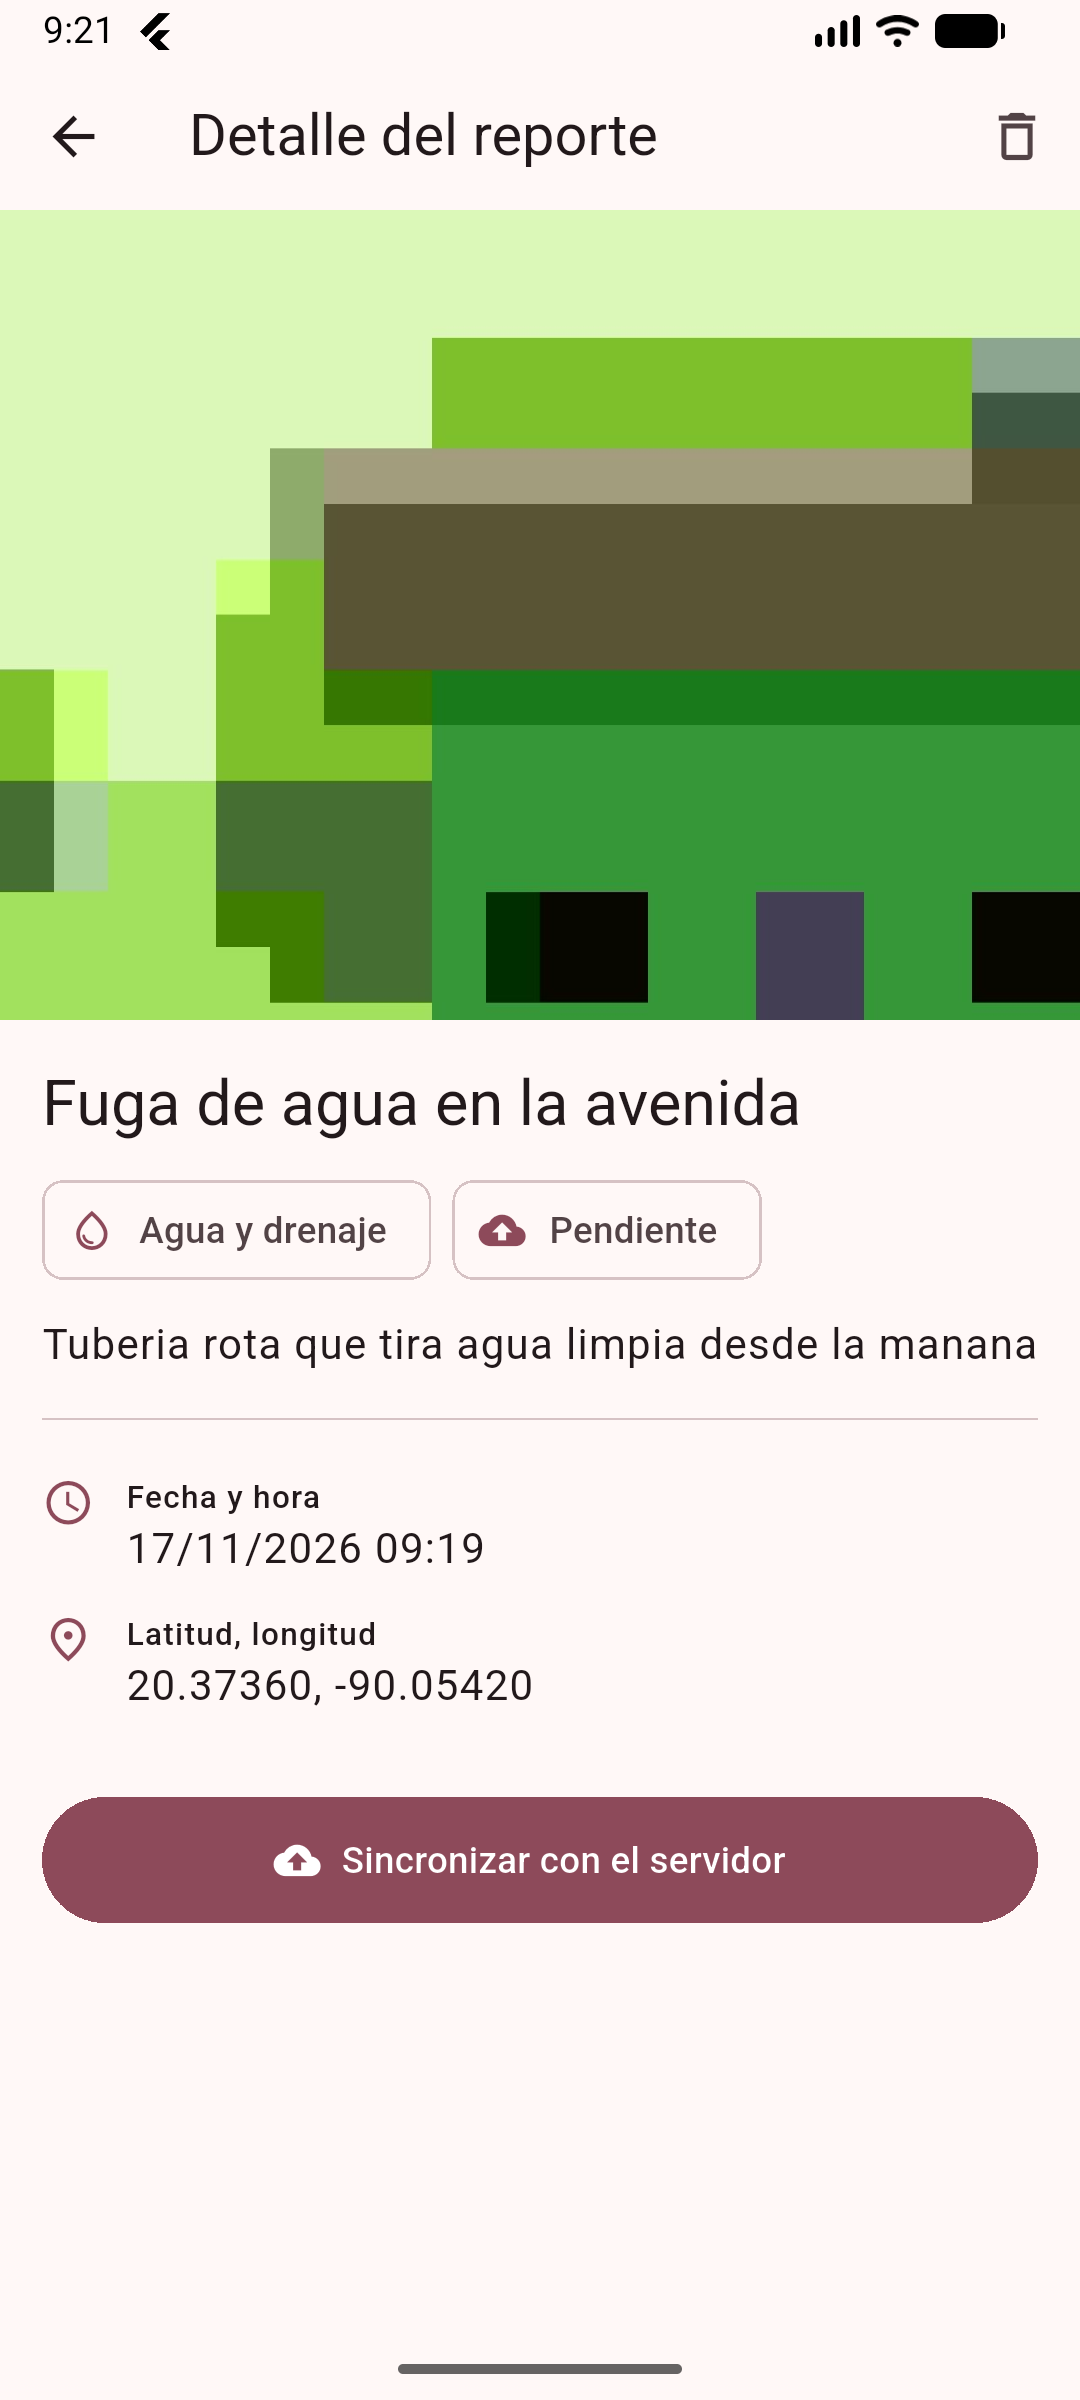 9:21
Detalle del reporte
Fuga de agua en la avenida
Agua y drenaje
Pendiente
Tuberia rota que tira agua limpia desde la manana
Fecha y hora
17/11/2026 09:19
Latitud, longitud
20.37360, -90.05420
Sincronizar con el servidor